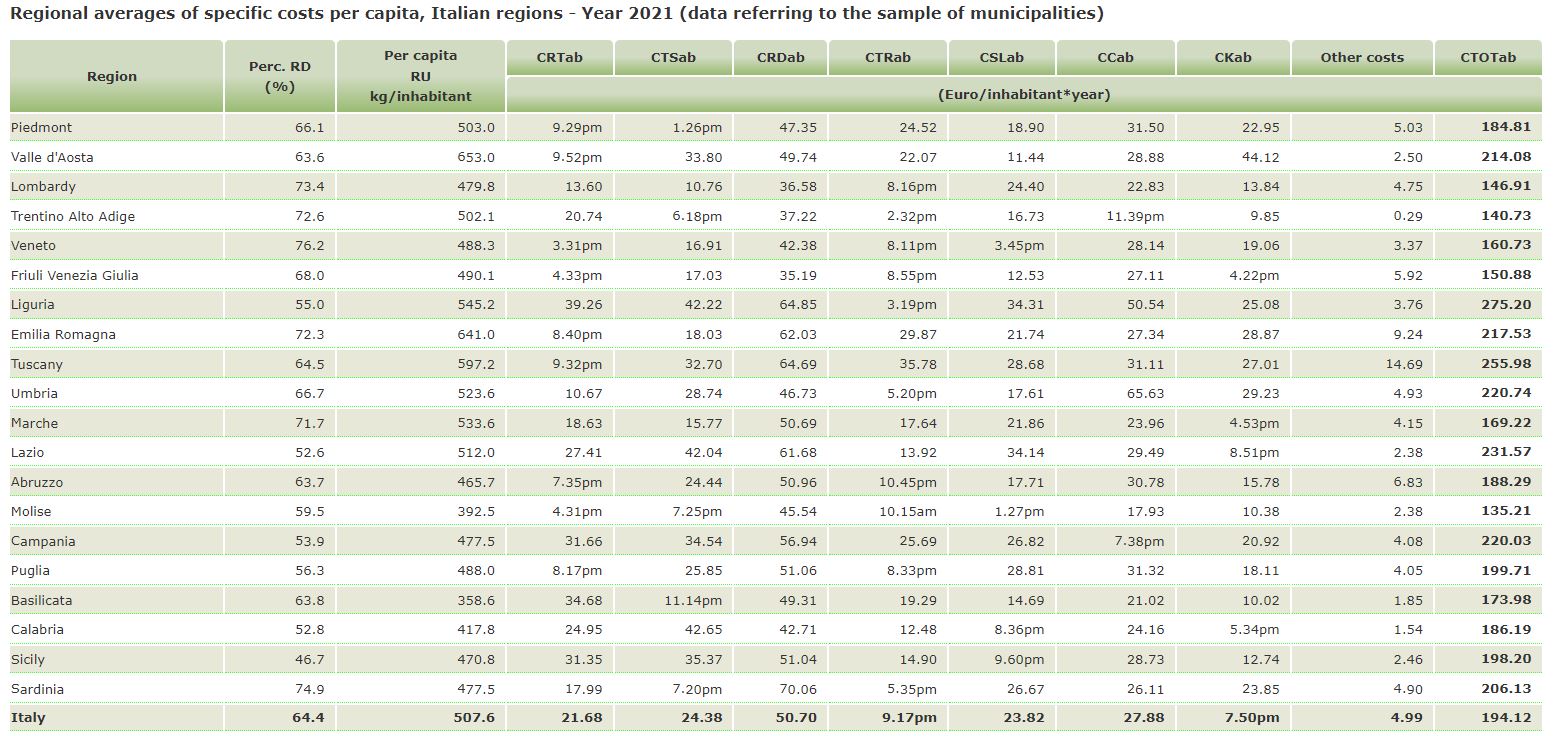 Regional averages of specific costs per capita, Italian regions - Year 2021 (data referring to the sample of municipalities)
Region Perc. RD (%) Per capita RU kg/inhabitant CRTab CTSab CRDab CTRab CSLab CCab CKab Other costs CTOTab
(Euro/inhabitant*year)
Piedmont 66.1 503.0 9.29pm 1.26pm 47.35 24.52 18.90 31.50 22.95 5.03 184.81
Valle d'Aosta 63.6 653.0 9.52pm 33.80 49.74 22.07 11.44 28.88 44.12 2.50 214.08
Lombardy 73.4 479.8 13.60 10.76 36.58 8.16pm 24.40 22.83 13.84 4.75 146.91
Trentino Alto Adige 72.6 502.1 20.74 6.18pm 37.22 2.32pm 16.73 11.39pm 9.85 0.29 140.73
Veneto 76.2 488.3 3.31pm 16.91 42.38 8.11pm 3.45pm 28.14 19.06 3.37 160.73
Friuli Venezia Giulia 68.0 490.1 4.33pm 17.03 35.19 8.55pm 12.53 27.11 4.22pm 5.92 150.88
Liguria 55.0 545.2 39.26 42.22 64.85 3.19pm 34.31 50.54 25.08 3.76 275.20
Emilia Romagna 72.3 641.0 8.40pm 18.03 62.03 29.87 21.74 27.34 28.87 9.24 217.53
Tuscany 64.5 597.2 9.32pm 32.70 64.69 35.78 28.68 31.11 27.01 14.69 255.98
Umbria 66.7 523.6 10.67 28.74 46.73 5.20pm 17.61 65.63 29.23 4.93 220.74
Marche 71.7 533.6 18.63 15.77 50.69 17.64 21.86 23.96 4.53pm 4.15 169.22
Lazio 52.6 512.0 27.41 42.04 61.68 13.92 34.14 29.49 8.51pm 2.38 231.57
Abruzzo 63.7 465.7 7.35pm 24.44 50.96 10.45pm 17.71 30.78 15.78 6.83 188.29
Molise 59.5 392.5 4.31pm 7.25pm 45.54 10.15am 1.27pm 17.93 10.38 2.38 135.21
Campania 53.9 477.5 31.66 34.54 56.94 25.69 26.82 7.38pm 20.92 4.08 220.03
Puglia 56.3 488.0 8.17pm 25.85 51.06 8.33pm 28.81 31.32 18.11 4.05 199.71
Basilicata 63.8 358.6 34.68 11.14pm 49.31 19.29 14.69 21.02 10.02 1.85 173.98
Calabria 52.8 417.8 24.95 42.65 42.71 12.48 8.36pm 24.16 5.34pm 1.54 186.19
Sicily 46.7 470.8 31.35 35.37 51.04 14.90 9.60pm 28.73 12.74 2.46 198.20
Sardinia 74.9 477.5 17.99 7.20pm 70.06 5.35pm 26.67 26.11 23.85 4.90 206.13
Italy 64.4 507.6 21.68 24.38 50.70 9.17pm 23.82 27.88 7.50pm 4.99 194.12